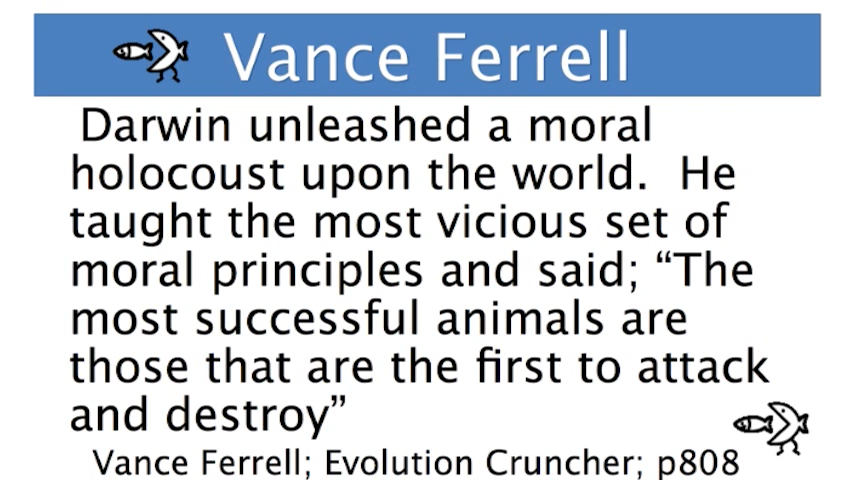 Vance Ferrell
Darwin unleashed a moral
holocoust upon the world.  He
taught the most vicious set of
moral principles and said; “The
most successful animals are
those that are the first to attack
and destroy”
Vance Ferrell; Evolution Cruncher; p808